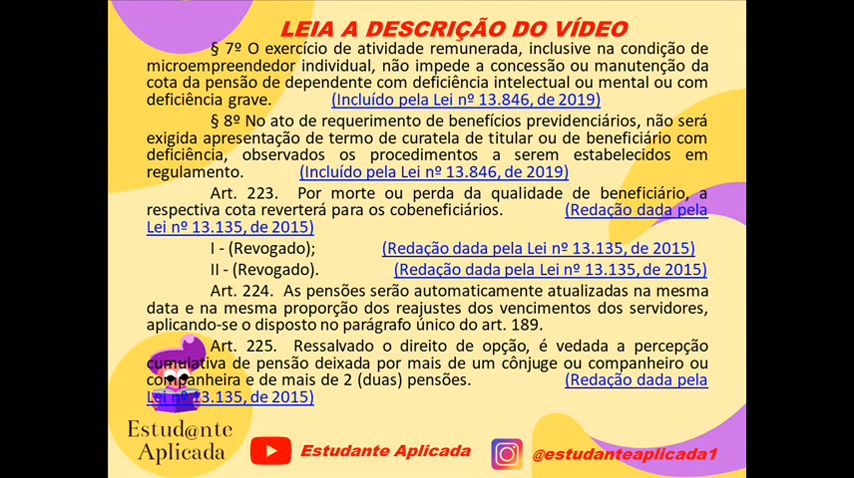 LEIA A DESCRIÇÃO DO VÍDEO
§ 7º O exercício de atividade remunerada, inclusive na condição de
microempreendedor individual, não impede a concessão ou manutenção da
cota da pensão de dependente com deficiência intelectual ou mental ou com
deficiência grave. (Incluído pela Lei nº 13.846, de 2019)
§ 8º No ato de requerimento de benefícios previdenciários, não será
exigida apresentação de termo de curatela de titular ou de beneficiário com
deficiência, observados os procedimentos a serem estabelecidos em
regulamento. (Incluído pela Lei nº 13.846, de 2019)
Art. 223. Por morte ou perda da qualidade de beneficiário, a
respectiva cota reverterá para os cobeneficiários. (Redação dada pela
Lei nº 13.135, de 2015)
I - (Revogado); (Redação dada pela Lei nº 13.135, de 2015)
II - (Revogado). (Redação dada pela Lei nº 13.135, de 2015)
Art. 224. As pensões serão automaticamente atualizadas na mesma
data e na mesma proporção dos reajustes dos vencimentos dos servidores,
aplicando-se o disposto no parágrafo único do art. 189.
Art. 225. Ressalvado o direito de opção, é vedada a percepção
cumulativa de pensão deixada por mais de um cônjuge ou companheiro ou
companheira e de mais de 2 (duas) pensões. (Redação dada pela
Lei nº 13.135, de 2015)
Estud@nte
Aplicada
Estudante Aplicada
@estudanteaplicada1